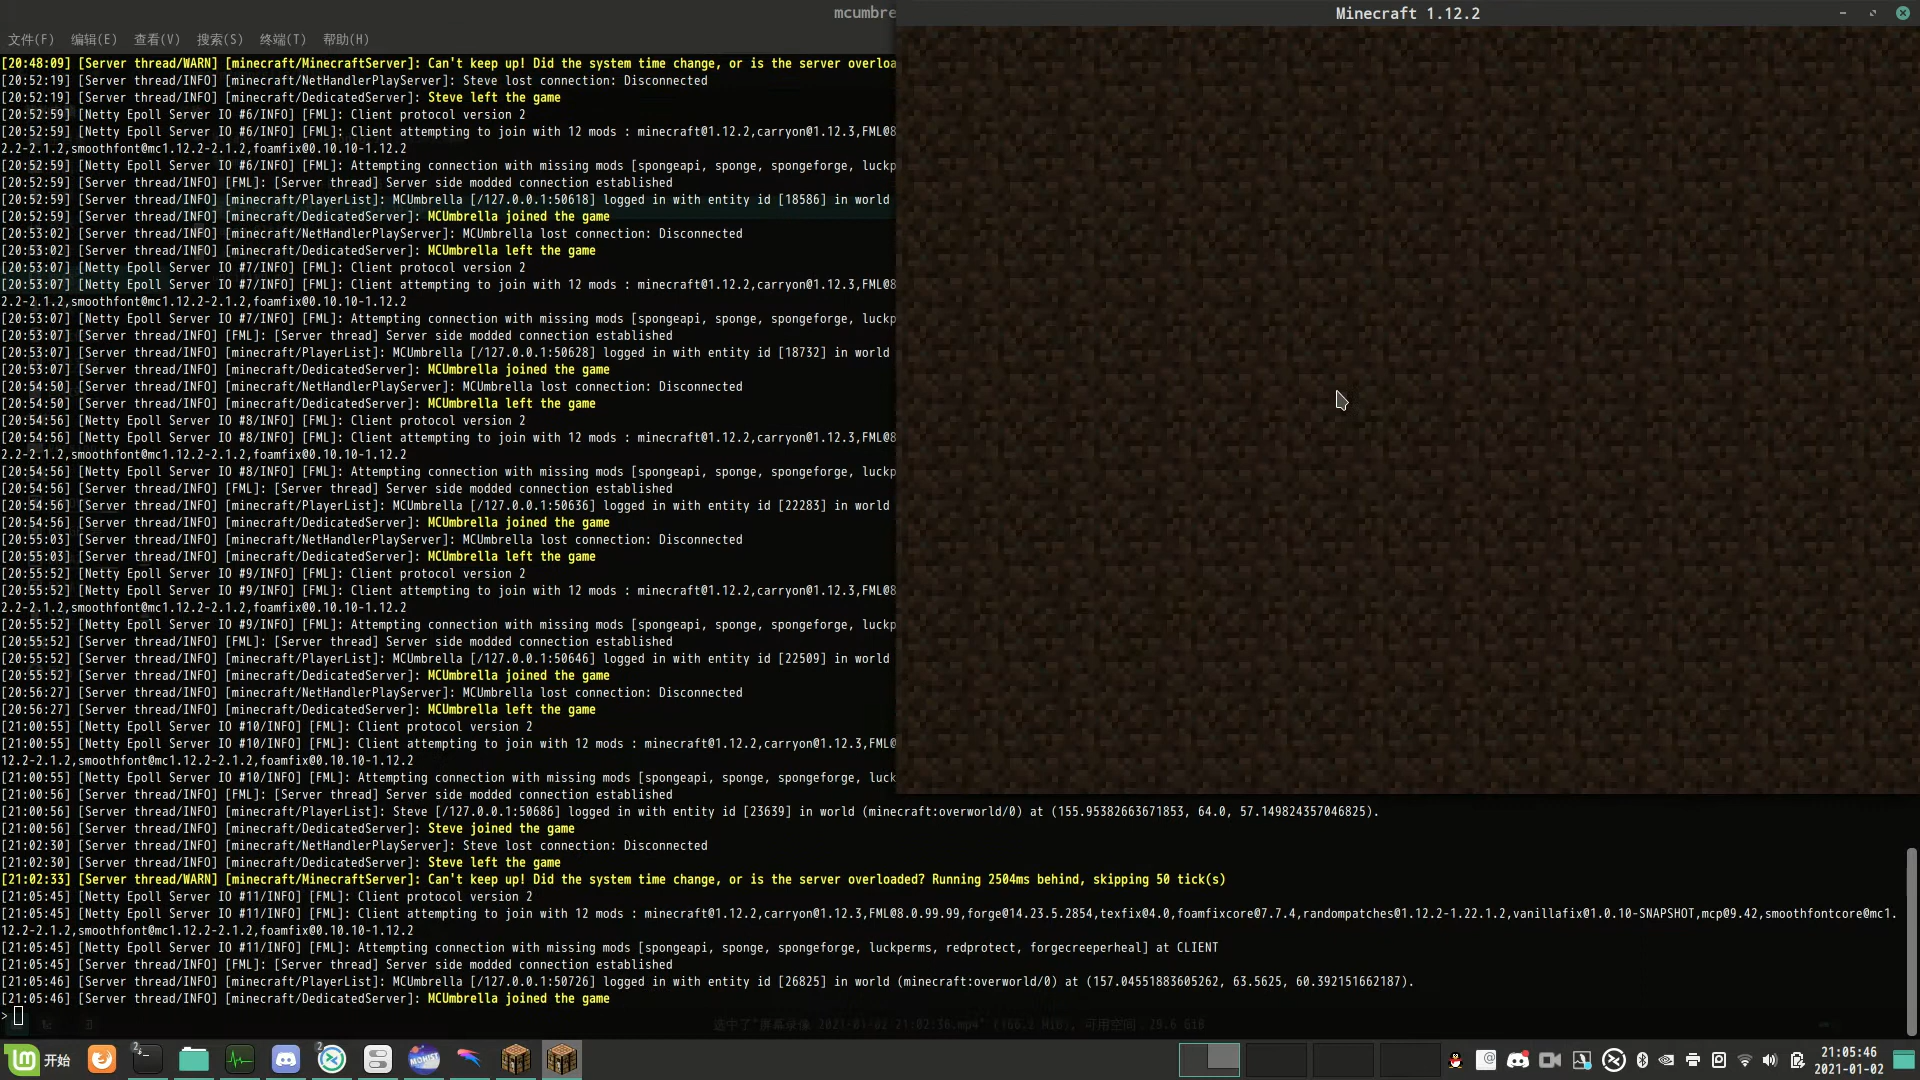 mcumbre
Minecraft 1.12.2
文件(F) 编辑(E) 查看(V) 搜索(S) 终端(T) 帮助(H)
[20:48:09] [Server thread/WARN] [minecraft/MinecraftServer]: Can't keep up! Did the system time change, or is the server overloa
[20:52:19] [Server thread/INFO] [minecraft/NetHandlerPlayServer]: Steve lost connection: Disconnected
[20:52:19] [Server thread/INFO] [minecraft/DedicatedServer]: Steve left the game
[20:52:59] [Netty Epoll Server IO #6/INFO] [FML]: Client protocol version 2
[20:52:59] [Netty Epoll Server IO #6/INFO] [FML]: Client attempting to join with 12 mods : minecraft@1.12.2,carryon@1.12.3,FML@8
2.2-2.1.2,smoothfont@mc1.12.2-2.1.2,foamfix@0.10.10-1.12.2
[20:52:59] [Netty Epoll Server IO #6/INFO] [FML]: Attempting connection with missing mods [spongeapi, sponge, spongeforge, luckp
[20:52:59] [Server thread/INFO] [FML]: [Server thread] Server side modded connection established
[20:52:59] [Server thread/INFO] [minecraft/PlayerList]: MCUmbrella [/127.0.0.1:50618] logged in with entity id [18586] in world
[20:52:59] [Server thread/INFO] [minecraft/DedicatedServer]: MCUmbrella joined the game
[20:53:02] [Server thread/INFO] [minecraft/NetHandlerPlayServer]: MCUmbrella lost connection: Disconnected
[20:53:02] [Server thread/INFO] [minecraft/DedicatedServer]: MCUmbrella left the game
[20:53:07] [Netty Epoll Server IO #7/INFO] [FML]: Client protocol version 2
[20:53:07] [Netty Epoll Server IO #7/INFO] [FML]: Client attempting to join with 12 mods : minecraft@1.12.2,carryon@1.12.3,FML@8
2.2-2.1.2,smoothfont@mc1.12.2-2.1.2,foamfix@0.10.10-1.12.2
[20:53:07] [Netty Epoll Server IO #7/INFO] [FML]: Attempting connection with missing mods [spongeapi, sponge, spongeforge, luckp
[20:53:07] [Server thread/INFO] [FML]: [Server thread] Server side modded connection established
[20:53:07] [Server thread/INFO] [minecraft/PlayerList]: MCUmbrella [/127.0.0.1:50628] logged in with entity id [18732] in world
[20:53:07] [Server thread/INFO] [minecraft/DedicatedServer]: MCUmbrella joined the game
[20:54:50] [Server thread/INFO] [minecraft/NetHandlerPlayServer]: MCUmbrella lost connection: Disconnected
[20:54:50] [Server thread/INFO] [minecraft/DedicatedServer]: MCUmbrella left the game
[20:54:56] [Netty Epoll Server IO #8/INFO] [FML]: Client protocol version 2
[20:54:56] [Netty Epoll Server IO #8/INFO] [FML]: Client attempting to join with 12 mods : minecraft@1.12.2,carryon@1.12.3,FML@8
2.2-2.1.2,smoothfont@mc1.12.2-2.1.2,foamfix@0.10.10-1.12.2
[20:54:56] [Netty Epoll Server IO #8/INFO] [FML]: Attempting connection with missing mods [spongeapi, sponge, spongeforge, luckp
[20:54:56] [Server thread/INFO] [FML]: [Server thread] Server side modded connection established
[20:54:56] [Server thread/INFO] [minecraft/PlayerList]: MCUmbrella [/127.0.0.1:50636] logged in with entity id [22283] in world
[20:54:56] [Server thread/INFO] [minecraft/DedicatedServer]: MCUmbrella joined the game
[20:55:03] [Server thread/INFO] [minecraft/NetHandlerPlayServer]: MCUmbrella lost connection: Disconnected
[20:55:03] [Server thread/INFO] [minecraft/DedicatedServer]: MCUmbrella left the game
[20:55:52] [Netty Epoll Server IO #9/INFO] [FML]: Client protocol version 2
[20:55:52] [Netty Epoll Server IO #9/INFO] [FML]: Client attempting to join with 12 mods : minecraft@1.12.2,carryon@1.12.3,FML@8
2.2-2.1.2,smoothfont@mc1.12.2-2.1.2,foamfix@0.10.10-1.12.2
[20:55:52] [Netty Epoll Server IO #9/INFO] [FML]: Attempting connection with missing mods [spongeapi, sponge, spongeforge, luckp
[20:55:52] [Server thread/INFO] [FML]: [Server thread] Server side modded connection established
[20:55:52] [Server thread/INFO] [minecraft/PlayerList]: MCUmbrella [/127.0.0.1:50646] logged in with entity id [22509] in world
[20:55:52] [Server thread/INFO] [minecraft/DedicatedServer]: MCUmbrella joined the game
[20:56:27] [Server thread/INFO] [minecraft/NetHandlerPlayServer]: MCUmbrella lost connection: Disconnected
[20:56:27] [Server thread/INFO] [minecraft/DedicatedServer]: MCUmbrella left the game
[21:00:55] [Netty Epoll Server IO #10/INFO] [FML]: Client protocol version 2
[21:00:55] [Netty Epoll Server IO #10/INFO] [FML]: Client attempting to join with 12 mods : minecraft@1.12.2,carryon@1.12.3,FML@
12.2-2.1.2,smoothfont@mc1.12.2-2.1.2,foamfix@0.10.10-1.12.2
[21:00:55] [Netty Epoll Server IO #10/INFO] [FML]: Attempting connection with missing mods [spongeapi, sponge, spongeforge, luck
[21:00:56] [Server thread/INFO] [FML]: [Server thread] Server side modded connection established
[21:00:56] [Server thread/INFO] [minecraft/PlayerList]: Steve [/127.0.0.1:50686] logged in with entity id [23639] in world (minecraft:overworld/0) at (155.95382663671853, 64.0, 57.149824357046825).
[21:00:56] [Server thread/INFO] [minecraft/DedicatedServer]: Steve joined the game
[21:02:30] [Server thread/INFO] [minecraft/NetHandlerPlayServer]: Steve lost connection: Disconnected
[21:02:30] [Server thread/INFO] [minecraft/DedicatedServer]: Steve left the game
[21:02:33] [Server thread/WARN] [minecraft/MinecraftServer]: Can't keep up! Did the system time change, or is the server overloaded? Running 2504ms behind, skipping 50 tick(s)
[21:05:45] [Netty Epoll Server IO #11/INFO] [FML]: Client protocol version 2
[21:05:45] [Netty Epoll Server IO #11/INFO] [FML]: Client attempting to join with 12 mods : minecraft@1.12.2,carryon@1.12.3,FML@8.0.99.99,forge@14.23.5.2854,texfix@4.0,foamfixcore@7.7.4,randompatches@1.12.2-1.22.1.2,vanillafix@1.0.10-SNAPSHOT,mcp@9.42,smoothfontcore@mc1.
12.2-2.1.2,smoothfont@mc1.12.2-2.1.2,foamfix@0.10.10-1.12.2
[21:05:45] [Netty Epoll Server IO #11/INFO] [FML]: Attempting connection with missing mods [spongeapi, sponge, spongeforge, luckperms, redprotect, forgecreeperheal] at CLIENT
[21:05:45] [Server thread/INFO] [FML]: [Server thread] Server side modded connection established
[21:05:46] [Server thread/INFO] [minecraft/PlayerList]: MCUmbrella [/127.0.0.1:50726] logged in with entity id [26825] in world (minecraft:overworld/0) at (157.04551883605262, 63.5625, 60.392151662187).
[21:05:46] [Server thread/INFO] [minecraft/DedicatedServer]: MCUmbrella joined the game
>
选中了"屏幕录像 2021-01-02 21:02:36.mp4" (166.2 MiB), 可用空间: 29.6 GiB
开始
2
2
MOHIST
21:05:46
2021-01-02